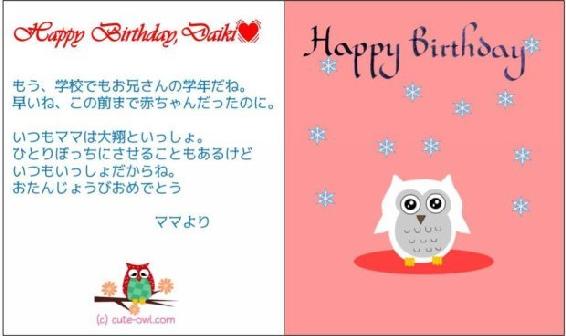 Happy Birthday, Daiki
もう、学校でもお兄さんの学年だね。
早いね、この前まで赤ちゃんだったのに。
いつもママは大翔といっしょ。
ひとりぼっちにさせることもあるけど
いつもいっしょだからね。
おたんじょうびおめでとう
ママより
(c) cute-owl.com
Happy Birthday